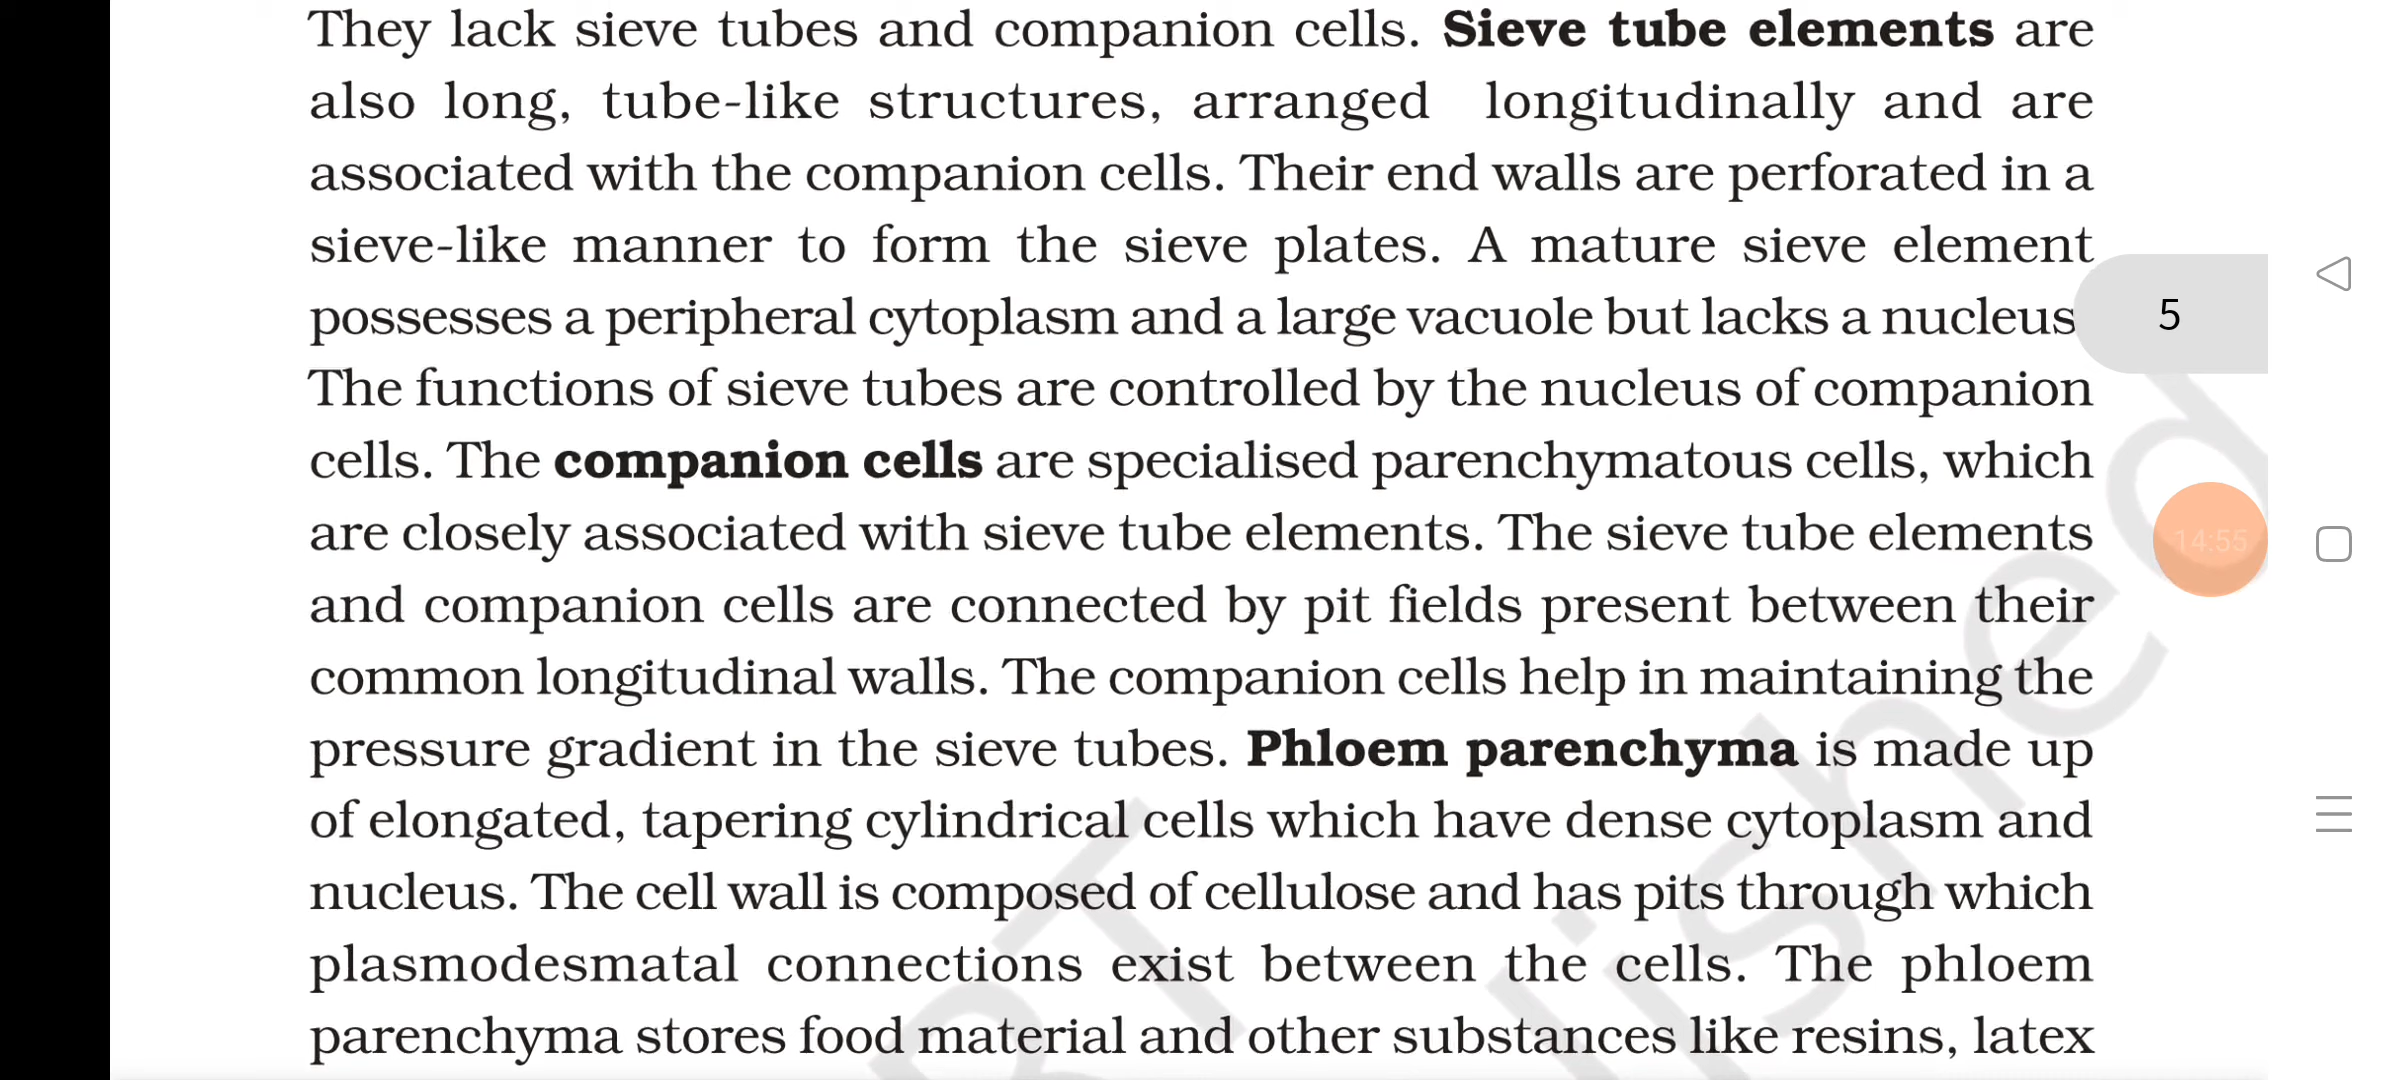 They lack sieve tubes and companion cells. Sieve tube elements are
also long, tube-like structures, arranged longitudinally and are
associated with the companion cells. Their end walls are perforated in a
sieve-like manner to form the sieve plates. A mature sieve element
possesses a peripheral cytoplasm and a large vacuole but lacks a nucleus
5
The functions of sieve tubes are controlled by the nucleus of companion
cells. The companion cells are specialised parenchymatous cells, which
are closely associated with sieve tube elements. The sieve tube elements
14:55
and companion cells are connected by pit fields present between their
common longitudinal walls. The companion cells help in maintaining the
pressure gradient in the sieve tubes. Phloem parenchyma is made up
of elongated, tapering cylindrical cells which have dense cytoplasm and
nucleus. The cell wall is composed of cellulose and has pits through which
plasmodesmatal connections exist between the cells. The phloem
parenchyma stores food material and other substances like resins, latex